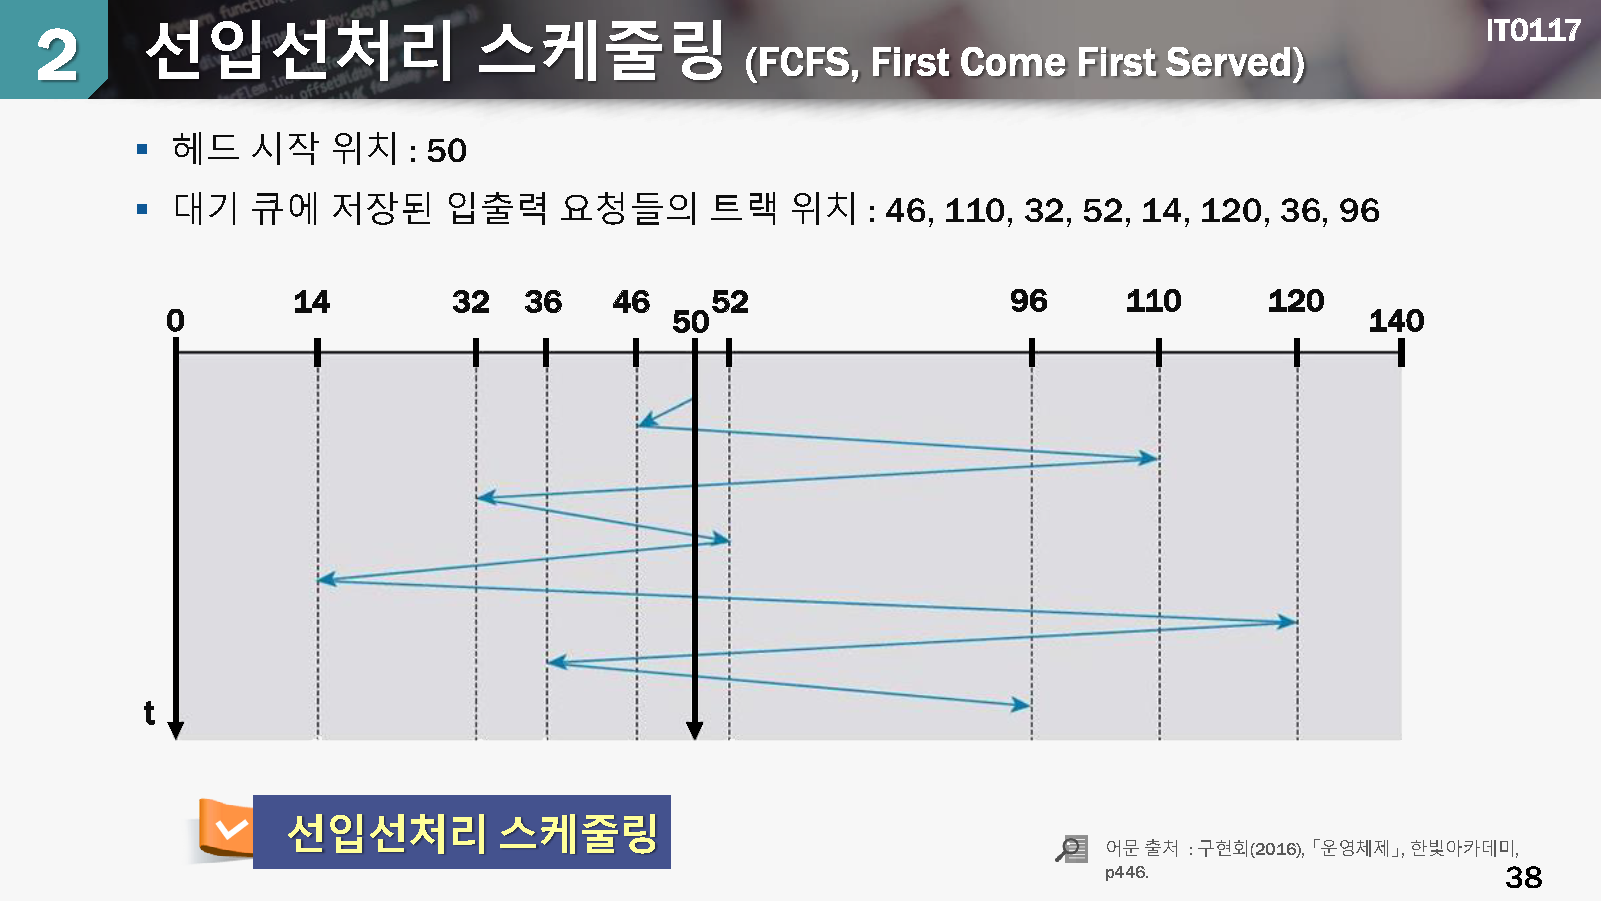 2
선입선처리 스케줄링 (FCFS, First Come First Served)
IT0117
헤드 시작 위치 : 50
대기 큐에 저장된 입출력 요청들의 트랙 위치 : 46, 110, 32, 52, 14, 120, 36, 96
0 14 32 36 46 50 52 96 110 120 140
t
선입선처리 스케줄링
어문 출처 : 구현회(2016), 「운영체제」, 한빛아카데미,
p446.
38